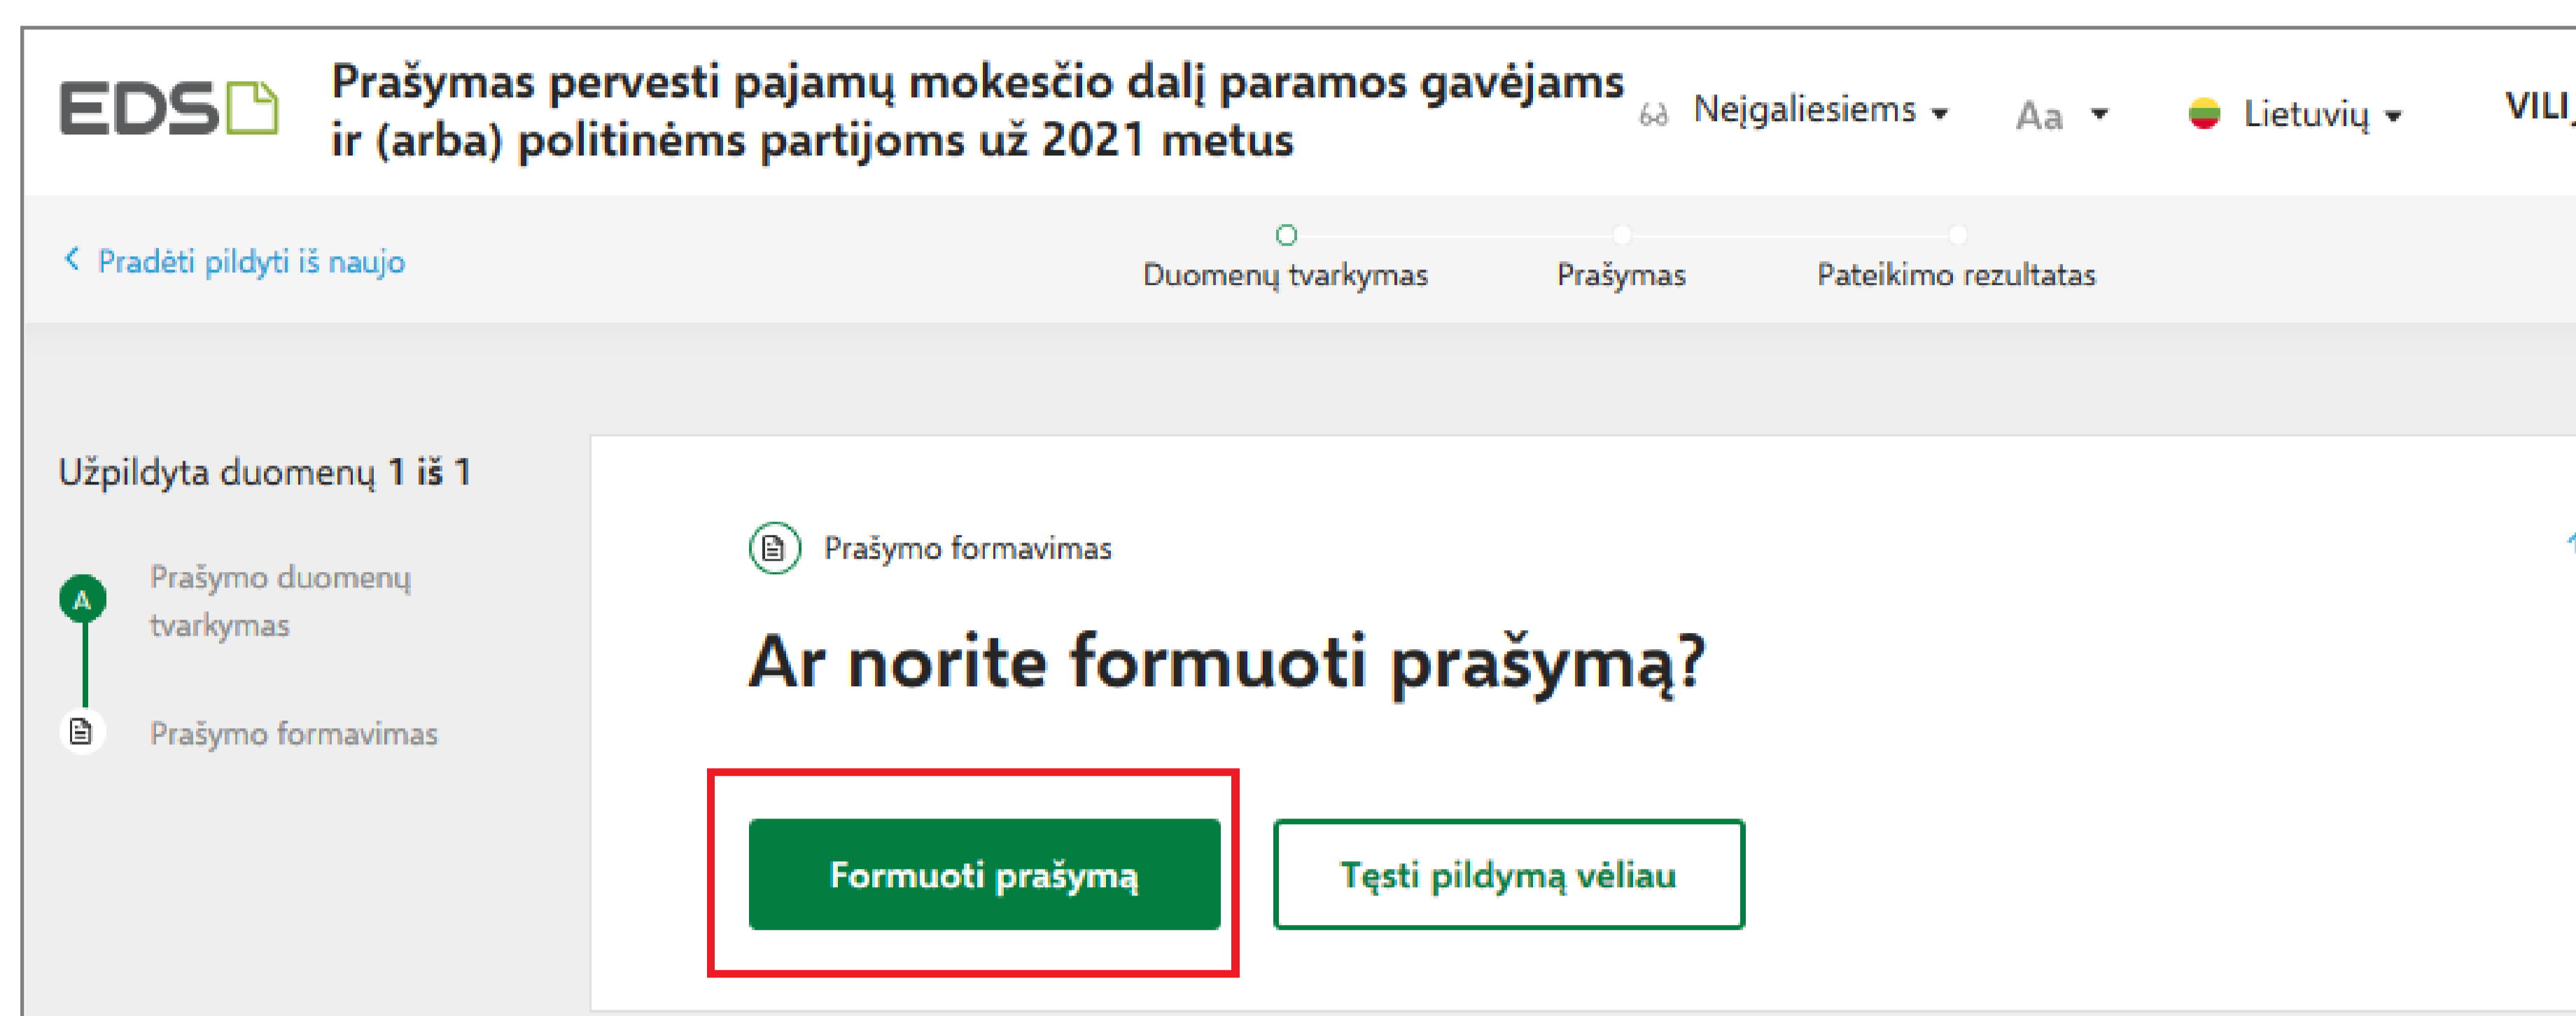 EDS
Prašymas pervesti pajamų mokesčio dalį paramos gavėjams
ir (arba) politinėms partijoms už 2021 metus
Neįgaliesiems
Aa
Lietuvių
Pradėti pildyti iš naujo
Duomenų tvarkymas
Prašymas
Pateikimo rezultatas
Užpildyta duomenų 1 iš 1
A
Prašymo duomenų
tvarkymas
Prašymo formavimas
Prašymo formavimas
Ar norite formuoti prašymą?
Formuoti prašymą
Tęsti pildymą vėliau